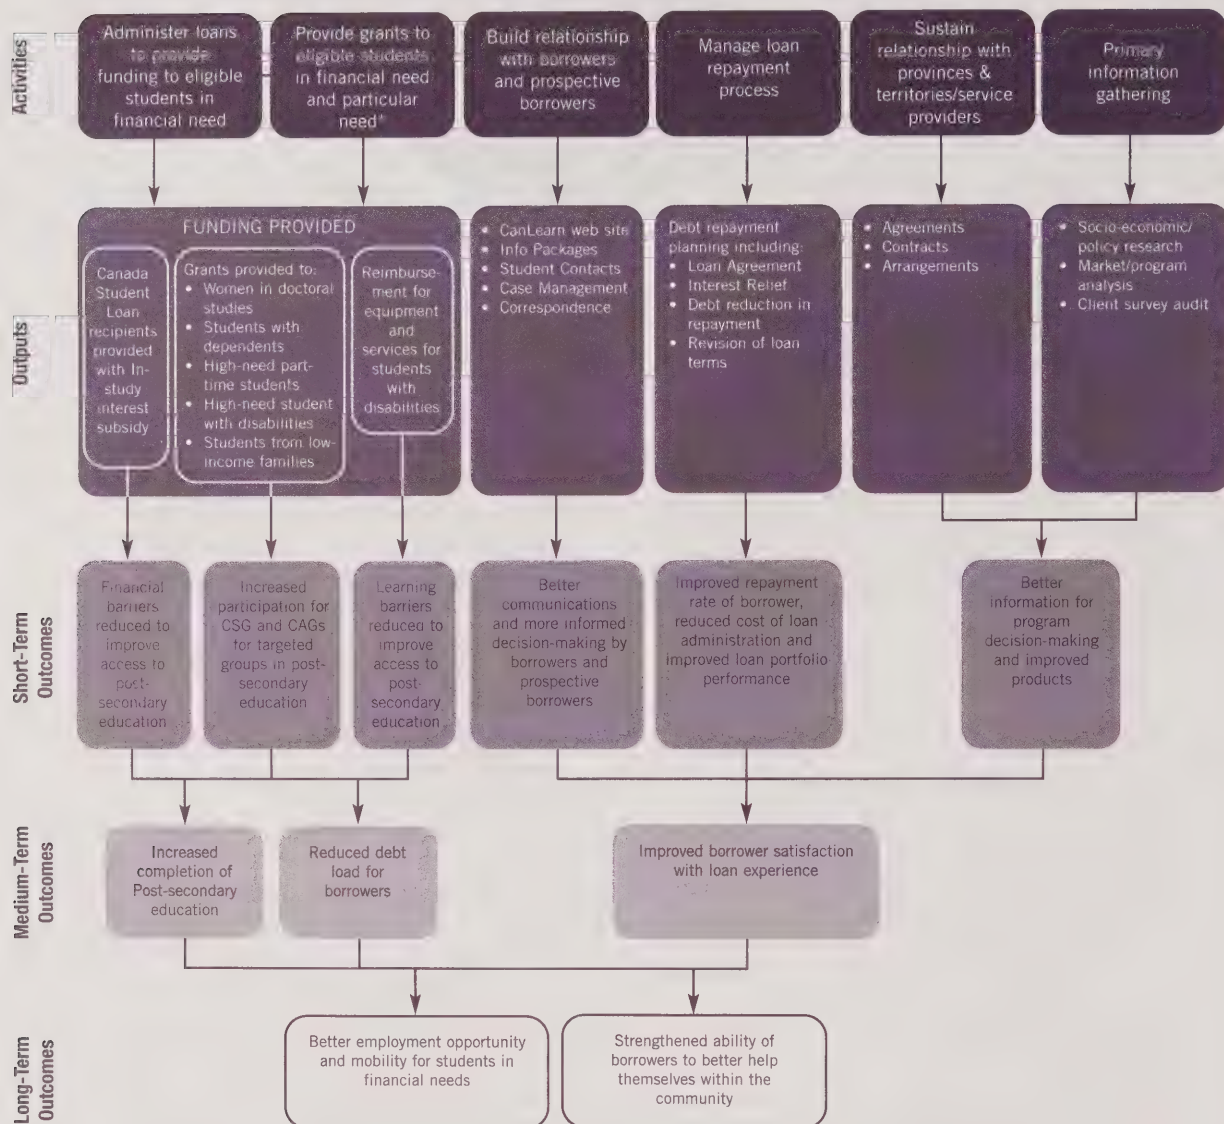 Activities
Administer loans
to provide
funding to eligible
students in
financial need
Provide grants to
eligible students
in financial need
and particular
need*
Build relationship
with borrowers
and prospective
borrowers
Manage loan
repayment
process
Sustain
relationship with
provinces &
territories/service
providers
Primary
information
gathering
Outputs
FUNDING PROVIDED
Canada
Student
Loan
recipients
provided
with In-
study
interest
subsidy
Grants provided to:
• Women in doctoral
studies
• Students with
dependents
• High-need part-
time students
• High-need student
with disabilities
• Students from low-
income families
Reimburse-
ment for
equipment
and
services for
students
with
disabilities
• CanLearn web site
• Info Packages
• Student Contacts
• Case Management
• Correspondence
Debt repayment
planning including:
• Loan Agreement
• Interest Relief
• Debt reduction in
repayment
• Revision of loan
terms
• Agreements
• Contracts
• Arrangements
• Socio-economic/
policy research
• Market/program
analysis
• Client survey audit
Short-Term
Outcomes
Financial
barriers
reduced to
improve
access to
post-
secondary
education
Increased
participation for
CSG and CAGs
for targeted
groups in post-
secondary
education
Learning
barriers
reduced to
improve
access to
post-
secondary
education
Better
communications
and more informed
decision-making by
borrowers and
prospective
borrowers
Improved repayment
rate of borrower,
reduced cost of loan
administration and
improved loan portfolio
performance
Better
information for
program
decision-making
and improved
products
Medium-Term
Outcomes
Increased
completion of
Post-secondary
education
Reduced debt
load for
borrowers
Improved borrower satisfaction
with loan experience
Long-Term
Outcomes
Better employment opportunity
and mobility for students in
financial needs
Strengthened ability of
borrowers to better help
themselves within the
community